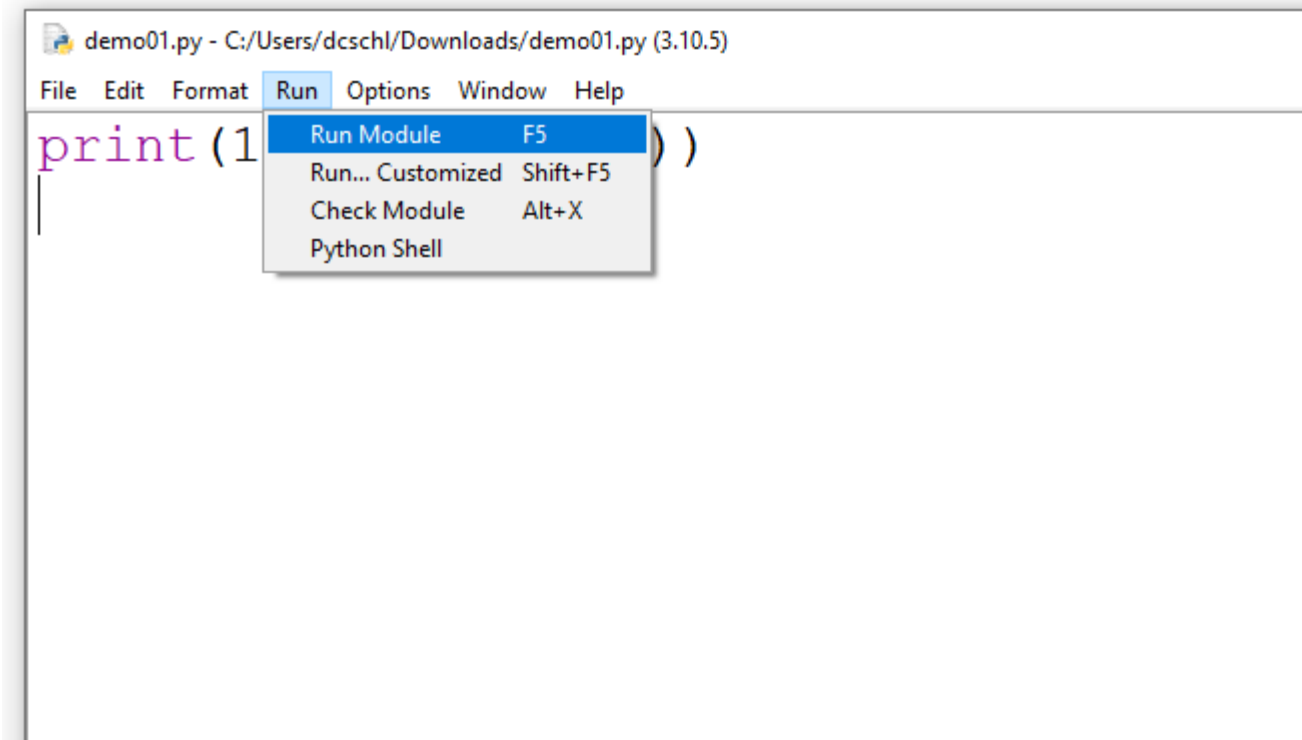 demo01.py - C:/Users/dcschl/Downloads/demo01.py (3.10.5)
File Edit Format Run Options Window Help
print(1 ))
Run Module F5
Run... Customized Shift+F5
Check Module Alt+X
Python Shell